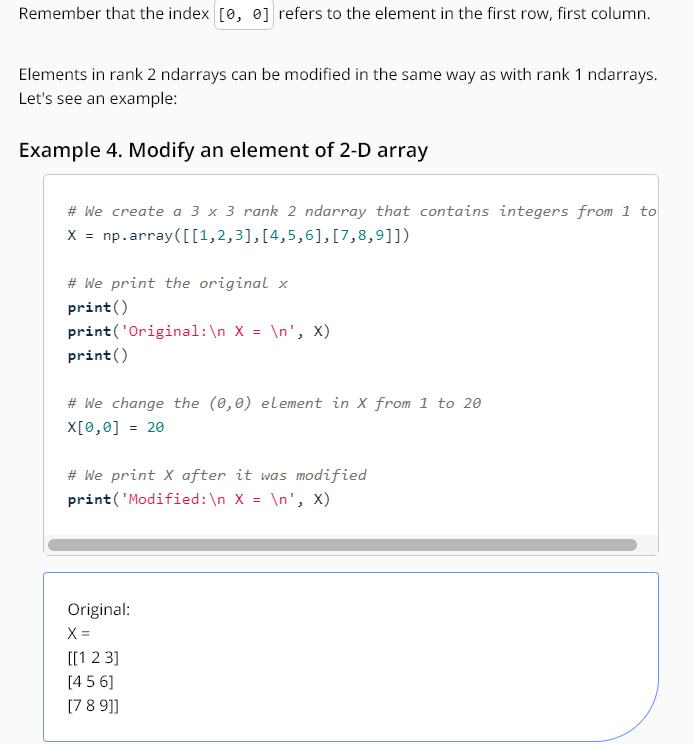 Remember that the index [0, 0] refers to the element in the first row, first column.
Elements in rank 2 ndarrays can be modified in the same way as with rank 1 ndarrays.
Let's see an example:
Example 4. Modify an element of 2-D array
# We create a 3 x 3 rank 2 ndarray that contains integers from 1 to
X = np.array([[1,2,3],[4,5,6],[7,8,9]])
# We print the original x
print()
print('Original:\n X = \n', X)
print()
# We change the (0,0) element in X from 1 to 20
X[0,0] = 20
# We print X after it was modified
print('Modified:\n X = \n', X)
Original:
X =
[[1 2 3]
[4 5 6]
[7 8 9]]